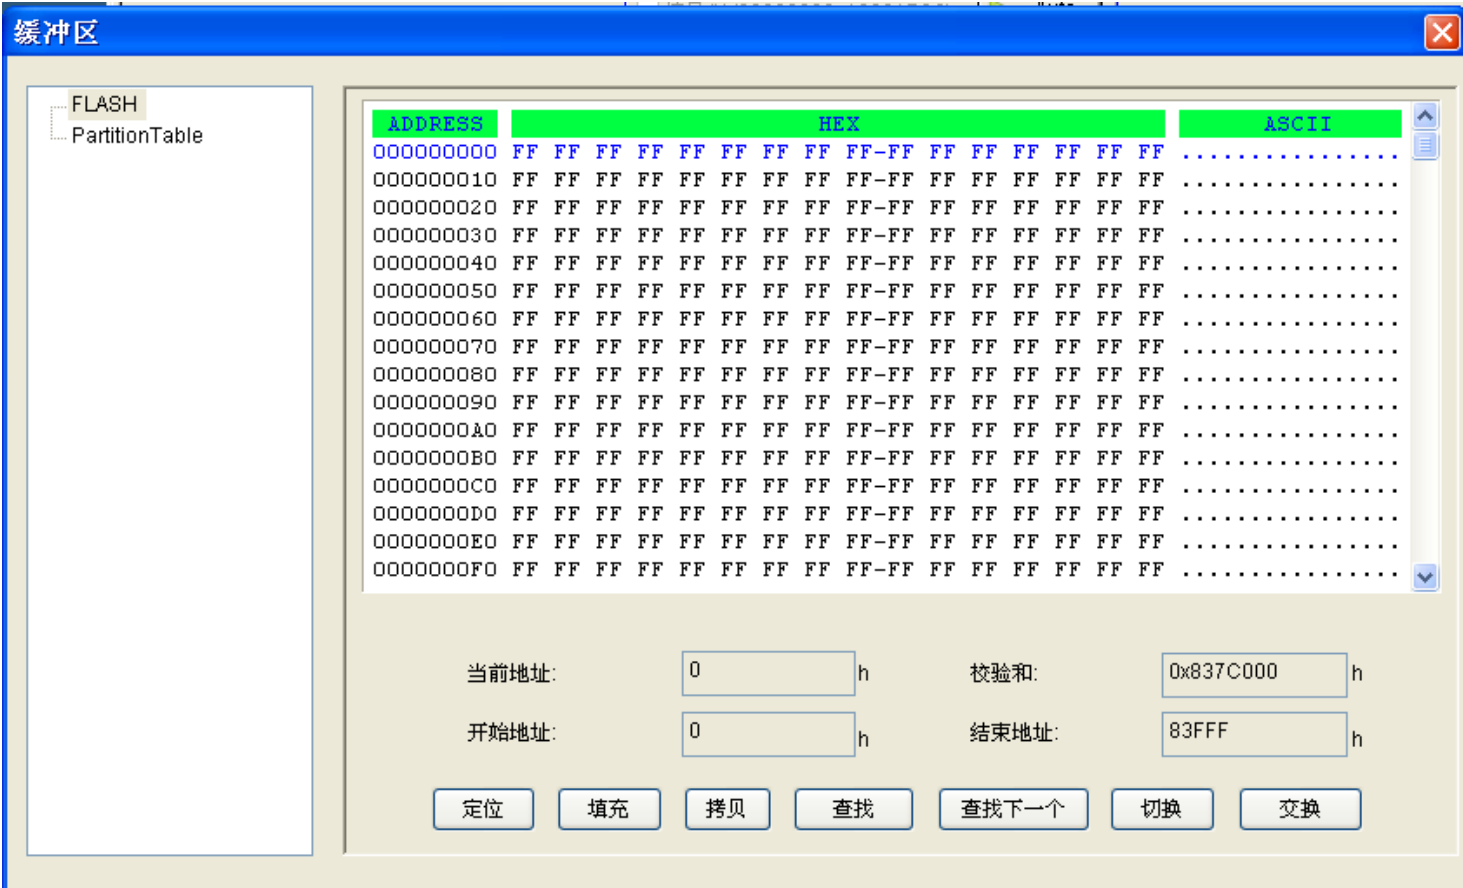 缓冲区
FLASH
PartitionTable
ADDRESS HEX ASCII
000000000 FF FF FF FF FF FF FF FF FF-FF FF FF FF FF FF FF ................
000000010 FF FF FF FF FF FF FF FF FF-FF FF FF FF FF FF FF ................
000000020 FF FF FF FF FF FF FF FF FF-FF FF FF FF FF FF FF ................
000000030 FF FF FF FF FF FF FF FF FF-FF FF FF FF FF FF FF ................
000000040 FF FF FF FF FF FF FF FF FF-FF FF FF FF FF FF FF ................
000000050 FF FF FF FF FF FF FF FF FF-FF FF FF FF FF FF FF ................
000000060 FF FF FF FF FF FF FF FF FF-FF FF FF FF FF FF FF ................
000000070 FF FF FF FF FF FF FF FF FF-FF FF FF FF FF FF FF ................
000000080 FF FF FF FF FF FF FF FF FF-FF FF FF FF FF FF FF ................
000000090 FF FF FF FF FF FF FF FF FF-FF FF FF FF FF FF FF ................
0000000A0 FF FF FF FF FF FF FF FF FF-FF FF FF FF FF FF FF ................
0000000B0 FF FF FF FF FF FF FF FF FF-FF FF FF FF FF FF FF ................
0000000C0 FF FF FF FF FF FF FF FF FF-FF FF FF FF FF FF FF ................
0000000D0 FF FF FF FF FF FF FF FF FF-FF FF FF FF FF FF FF ................
0000000E0 FF FF FF FF FF FF FF FF FF-FF FF FF FF FF FF FF ................
0000000F0 FF FF FF FF FF FF FF FF FF-FF FF FF FF FF FF FF ................
当前地址: 0 h 校验和: 0x837C000 h
开始地址: 0 h 结束地址: 83FFF h
定位 填充 拷贝 查找 查找下一个 切换 交换